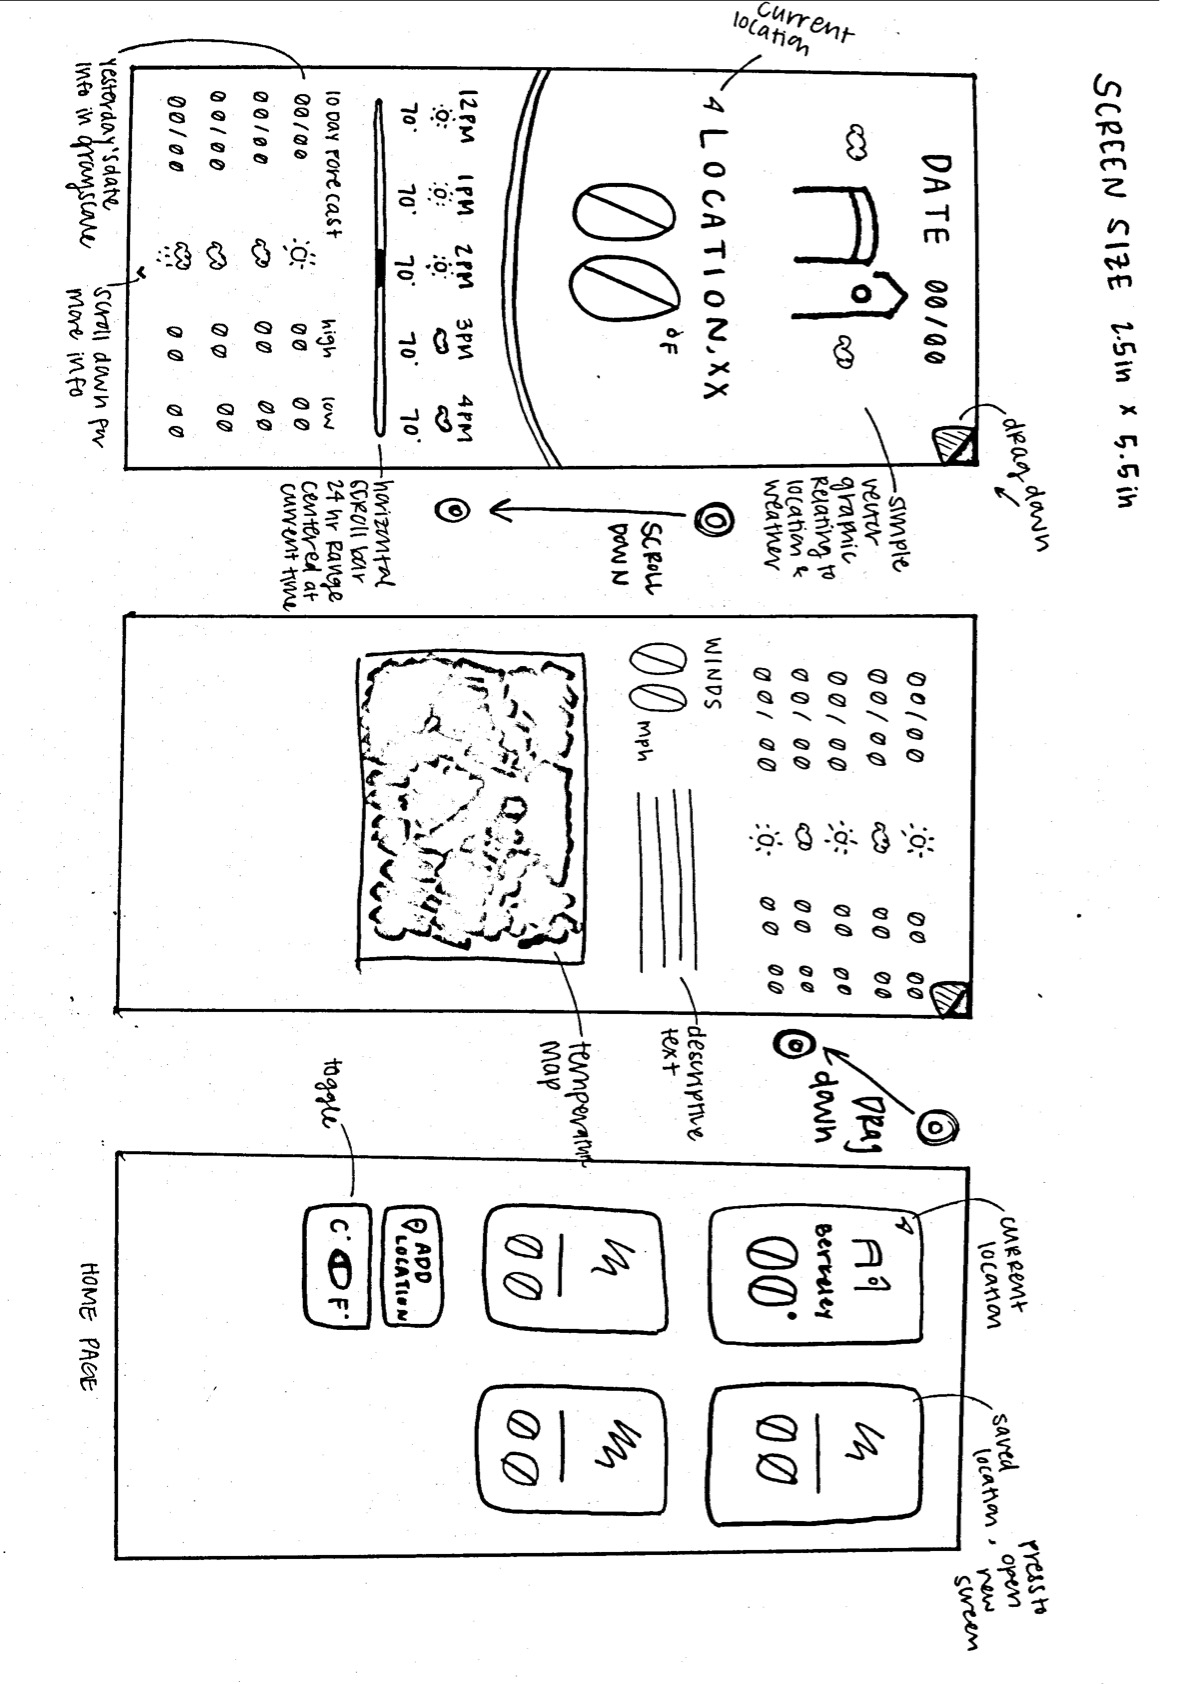 SCREEN SIZE 2.5in x 5.5in
current
location
drag down
DATE 00/00
LOCATION, XX
00 °F
simple
vector
graphic
relating to
location &
weather
12PM 1PM 2PM 3PM 4PM
70° 70° 70° 70° 70°
horizontal
scroll bar
24 hr range
centered at
current time
10 DAY forecast high low
00/00 00 00
00/00 00 00
00/00 00 00
00/00 00 00
yesterday's date
info in grayscale
scroll down for
more info
SCROLL
DOWN
00/00 00 00
00/00 00 00
00/00 00 00
00/00 00 00
00/00 00 00
WINDS
00 mph
descriptive
text
temperature
map
Drag
down
current
location
Berkeley
00°
00
saved
location,
press to
open
new
screen
00
00
ADD
LOCATION
C° F°
toggle
HOME PAGE